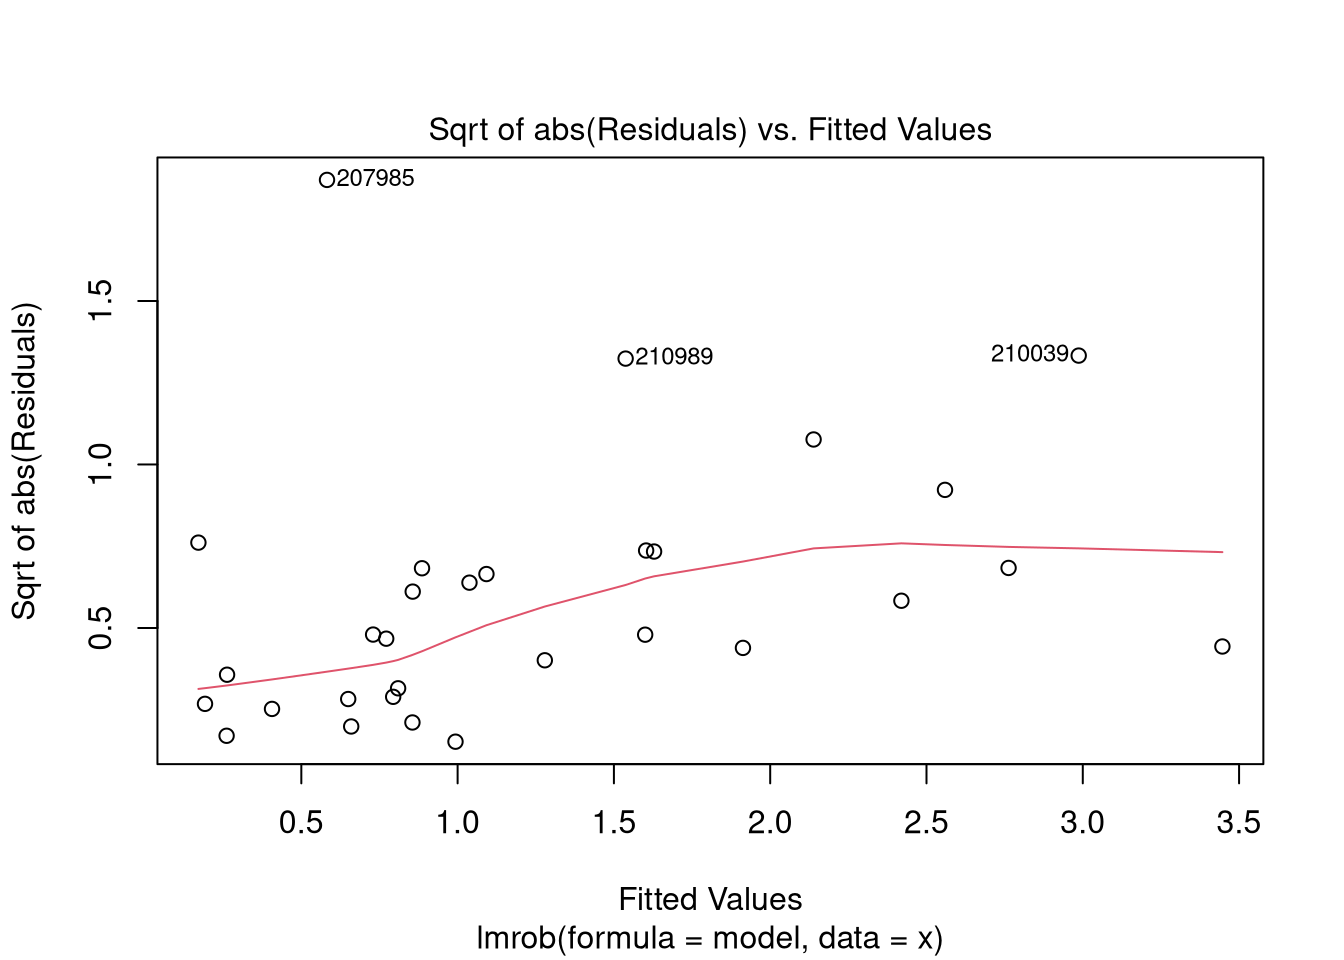 Sqrt of abs(Residuals) vs. Fitted Values
207985
210989
210039
Sqrt of abs(Residuals)
1.5
1.0
0.5
0.5 1.0 1.5 2.0 2.5 3.0 3.5
Fitted Values
lmrob(formula = model, data = x)